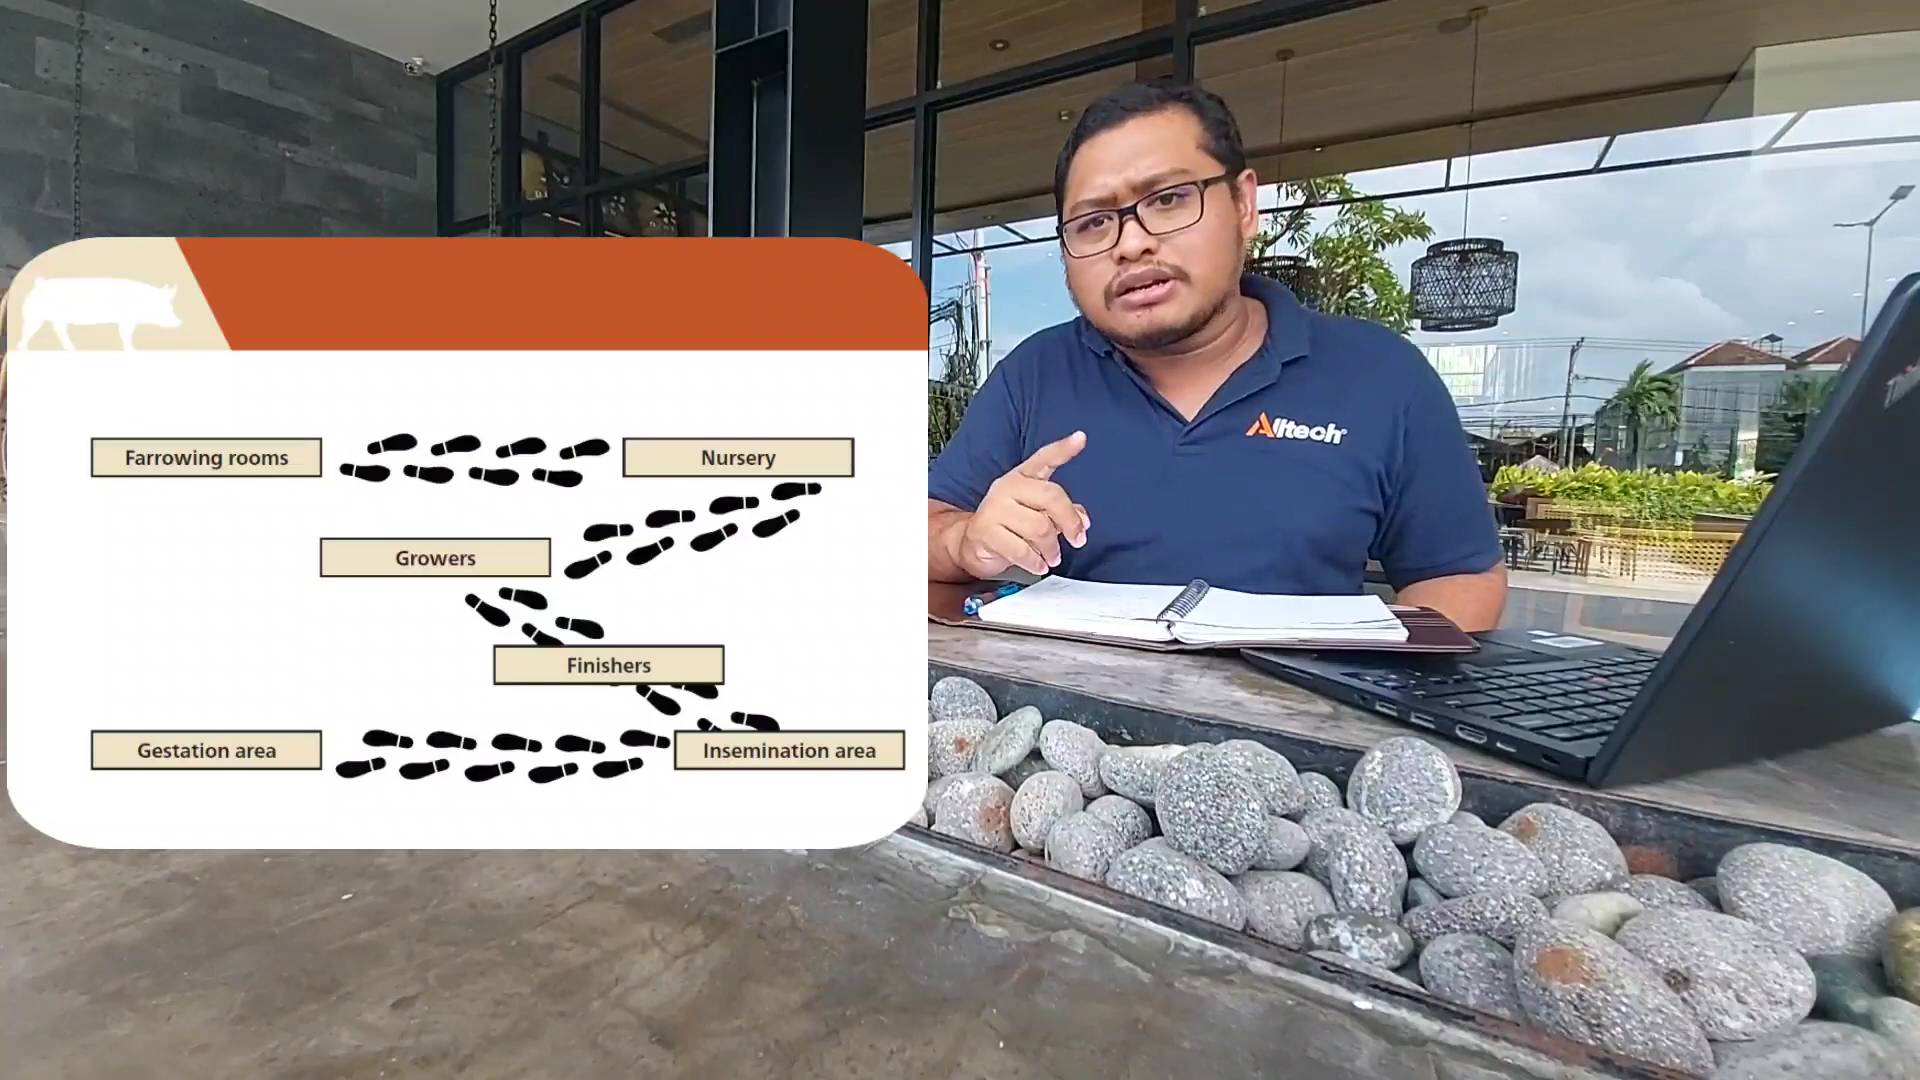 Farrowing rooms
Nursery
Growers
Finishers
Gestation area
Insemination area
Alltech